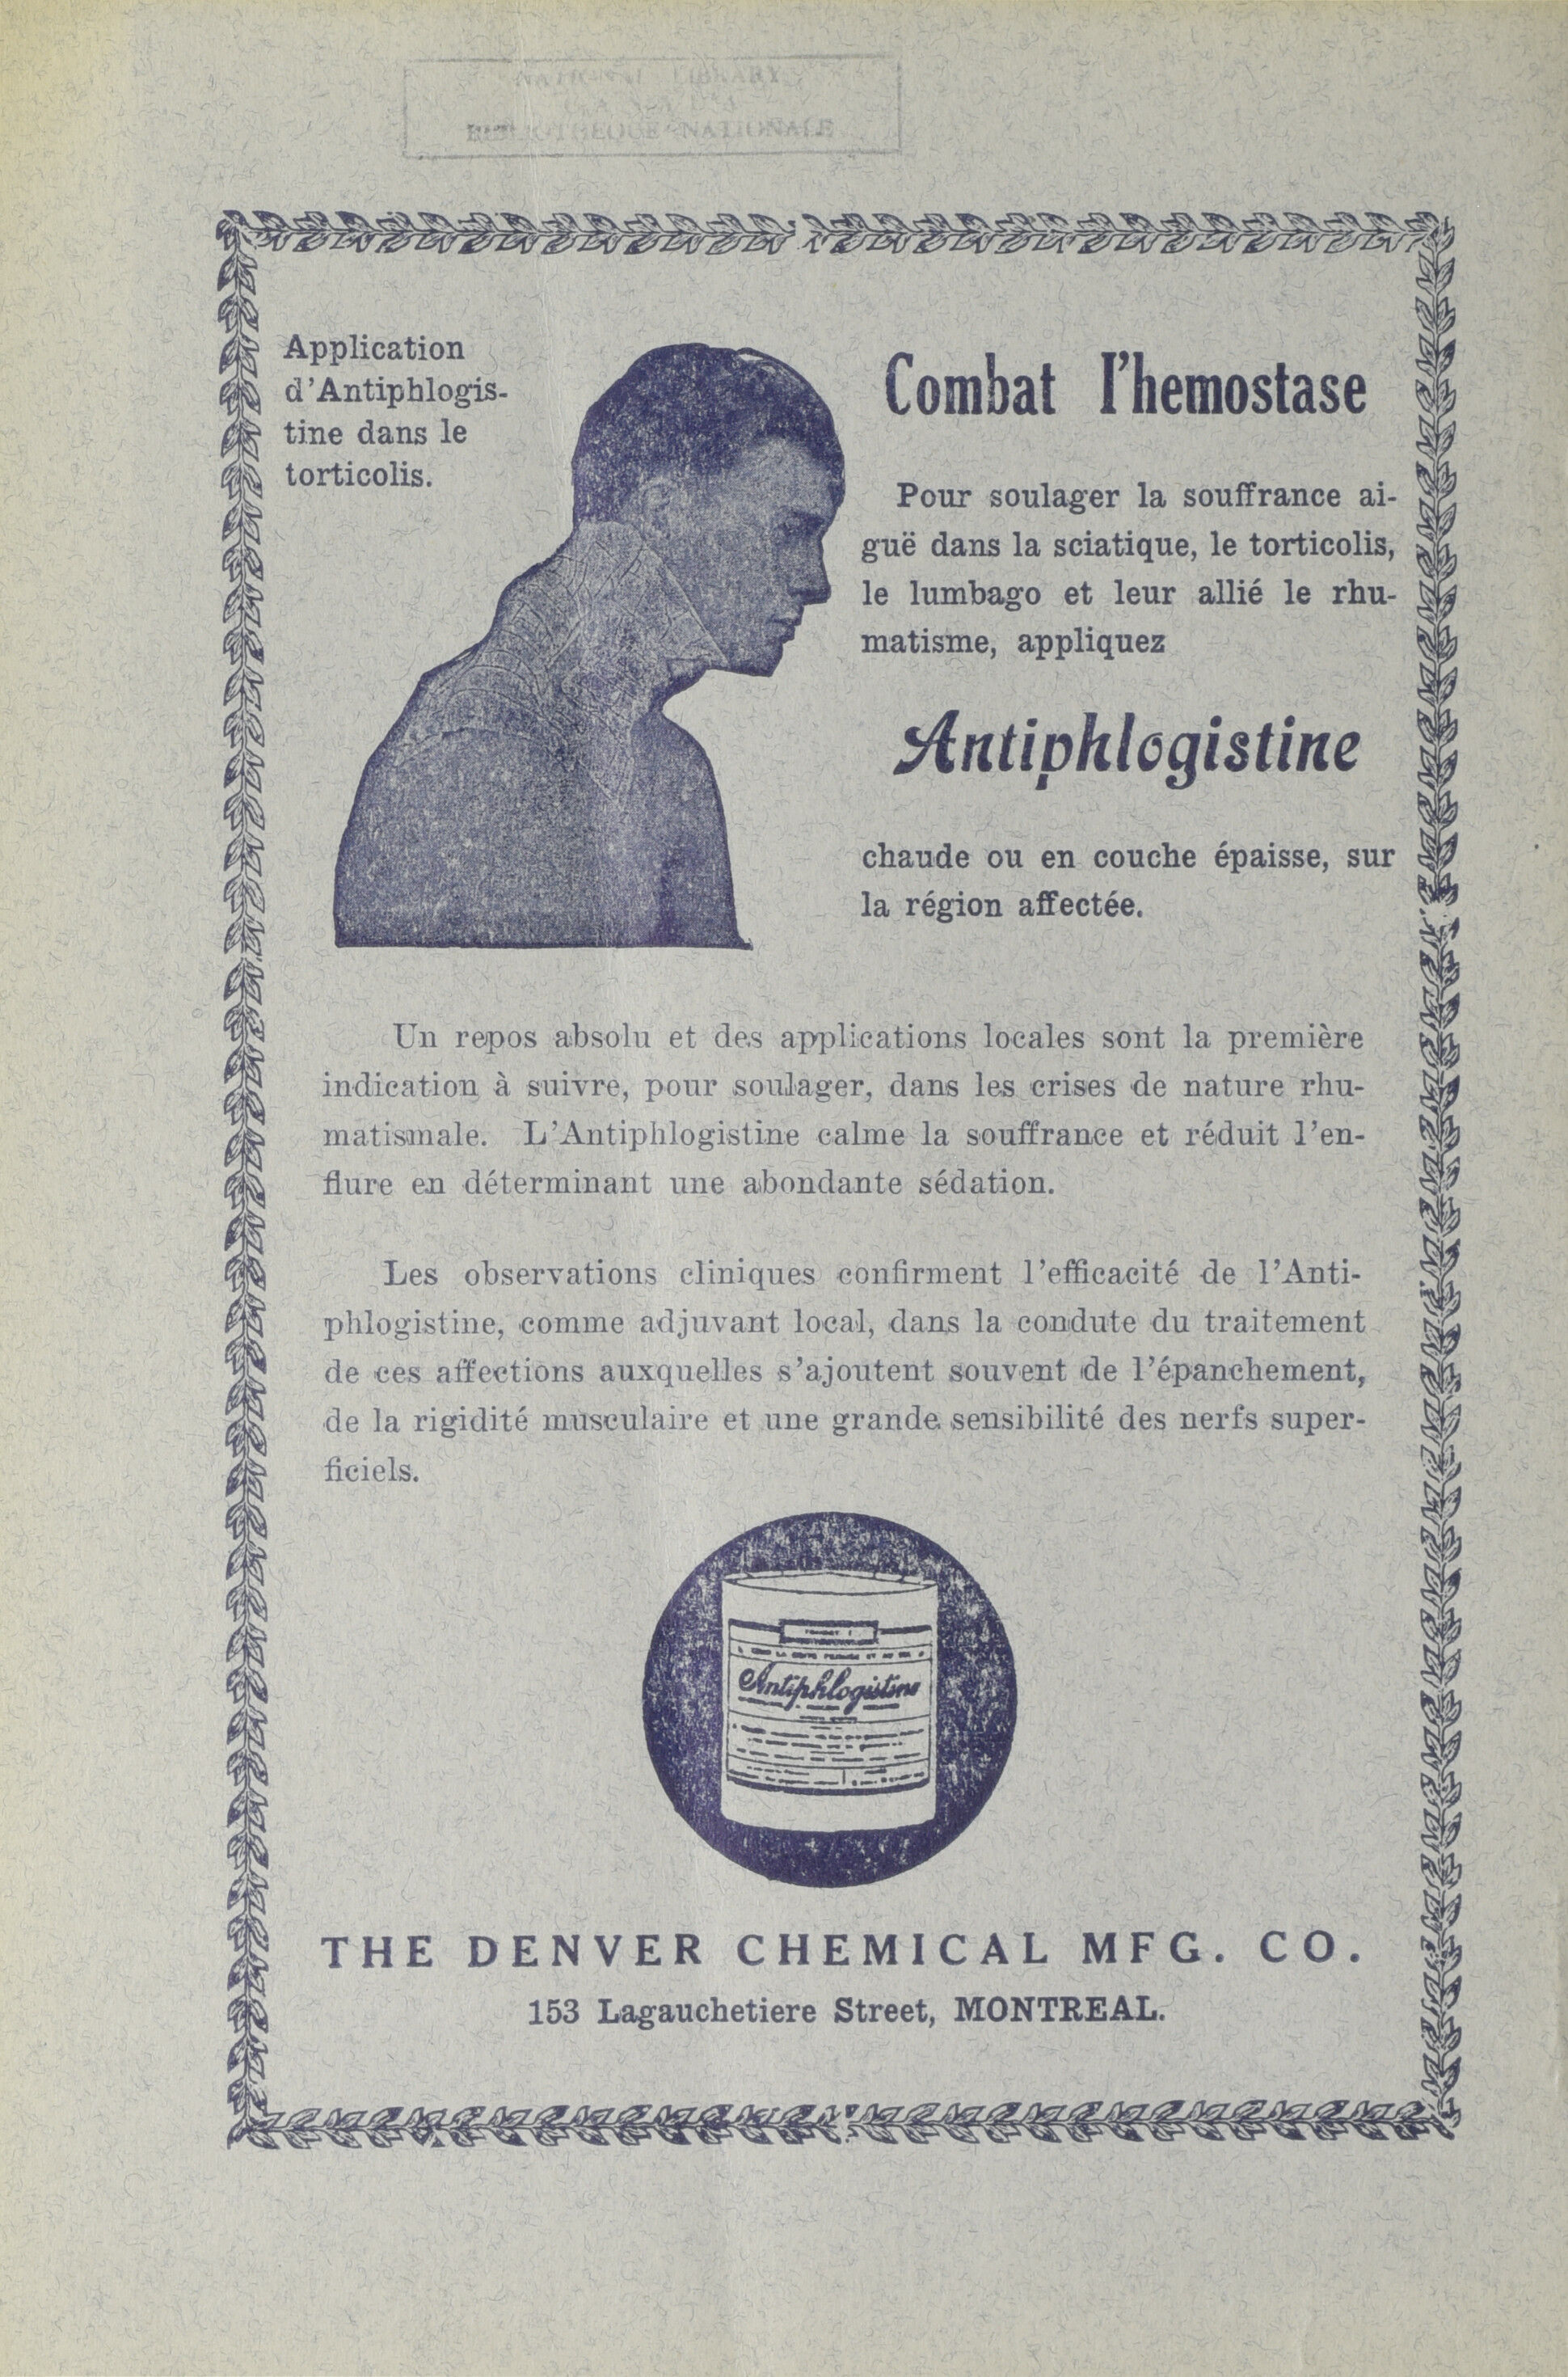 NATIONAL LIBRARY
CANADA
BIBLIOTHEQUE NATIONALE
Application
d'Antiphlogis-
tine dans le
torticolis.
Combat l'hemostase
Pour soulager la souffrance ai-
guë dans la sciatique, le torticolis,
le lumbago et leur allié le rhu-
matisme, appliquez
Antiphlogistine
chaude ou en couche épaisse, sur
la région affectée.
Un repos absolu et des applications locales sont la première
indication à suivre, pour soulager, dans les crises de nature rhu-
matismale. L'Antiphlogistine calme la souffrance et réduit l'en-
flure en déterminant une abondante sédation.
Les observations cliniques confirment l'efficacité de l'Anti-
phlogistine, comme adjuvant local, dans la condute du traitement
de ces affections auxquelles s'ajoutent souvent de l'épanchement,
de la rigidité musculaire et une grande sensibilité des nerfs super-
ficiels.
Antiphlogistine
THE DENVER CHEMICAL MFG. CO.
153 Lagauchetiere Street, MONTREAL.